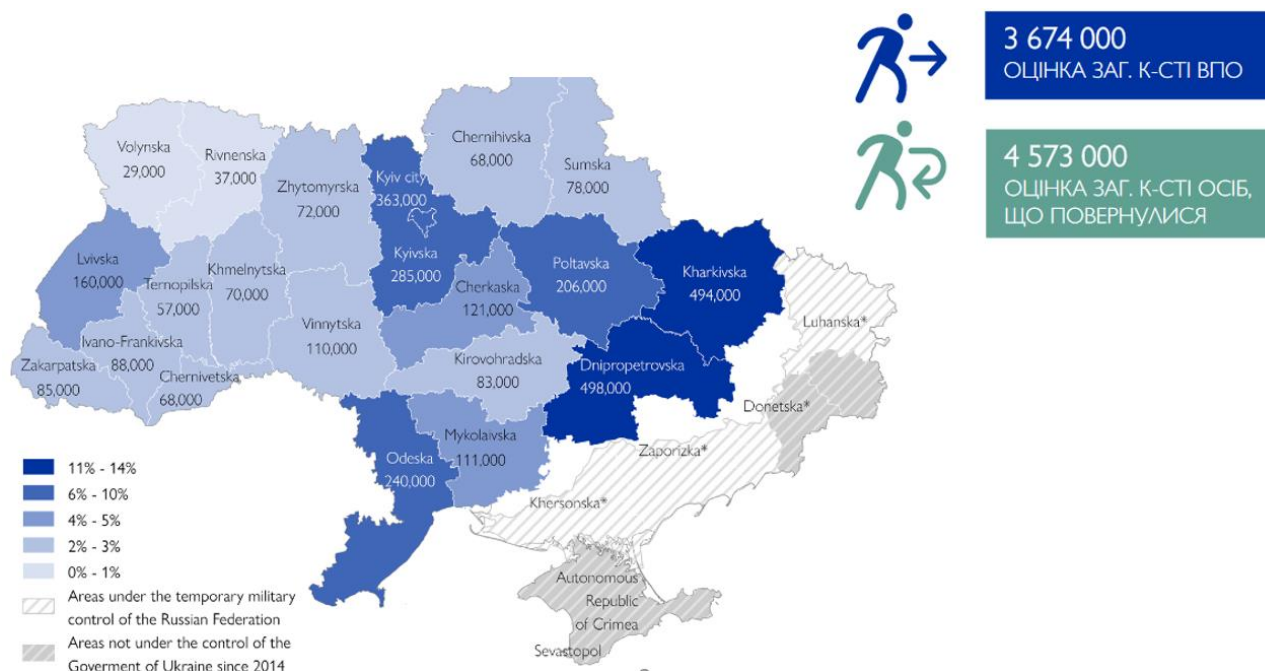 3 674 000
ОЦІНКА ЗАГ. К-СТІ ВПО
4 573 000
ОЦІНКА ЗАГ. К-СТІ ОСІБ,
ЩО ПОВЕРНУЛИСЯ
Volynska
29,000
Rivnenska
37,000
Zhytomyrska
72,000
Kyiv city
363,000
Chernihivska
68,000
Sumska
78,000
Lvivska
160,000
Ternopilska
57,000
Khmelnytska
70,000
Kyivska
285,000
Cherkaska
121,000
Poltavska
206,000
Kharkivska
494,000
Luhanska*
Zakarpatska
85,000
Ivano-Frankivska
88,000
Chernivetska
68,000
Vinnytska
110,000
Kirovohradska
83,000
Dnipropetrovska
498,000
Donetska*
Odeska
240,000
Mykolaivska
111,000
Zaporizka*
Khersonska*
Autonomous
Republic
of Crimea
Sevastopol
11% - 14%
6% - 10%
4% - 5%
2% - 3%
0% - 1%
Areas under the temporary military
control of the Russian Federation
Areas not under the control of the
Goverment of Ukraine since 2014